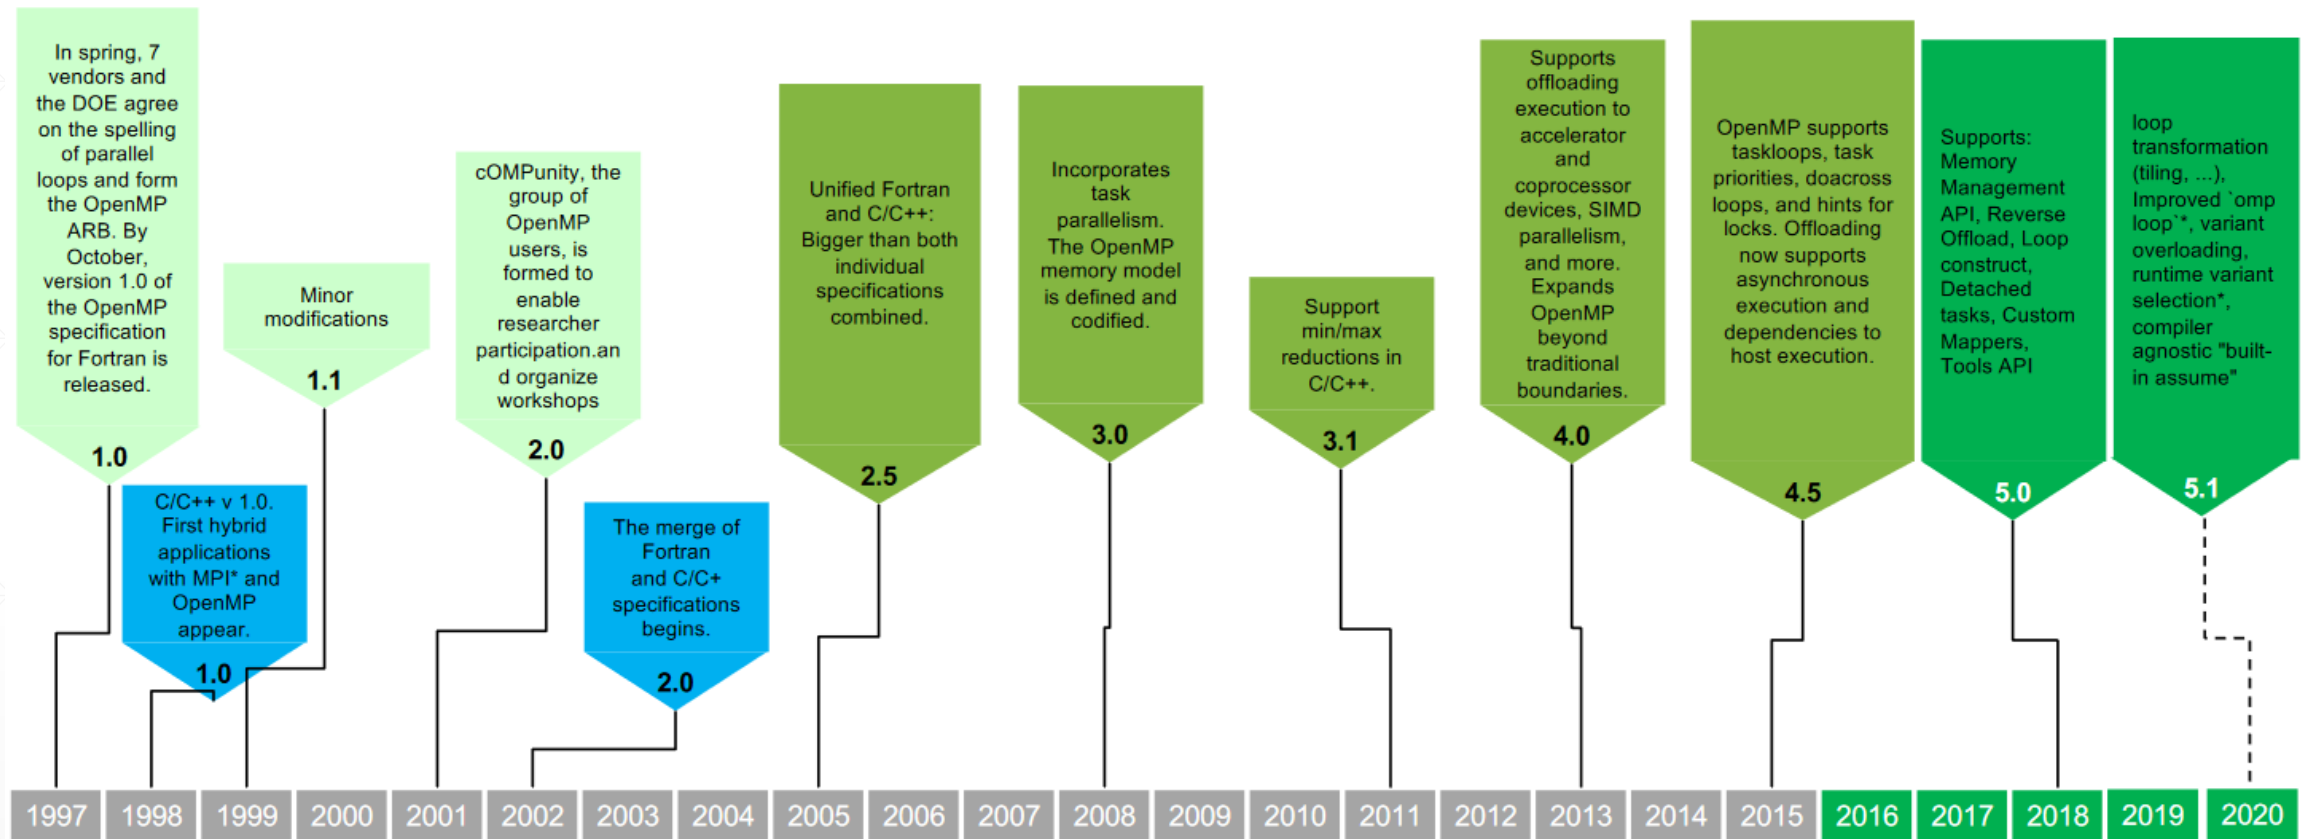 In spring, 7
vendors and
the DOE agree
on the spelling
of parallel
loops and form
the OpenMP
ARB. By
October,
version 1.0 of
the OpenMP
specification
for Fortran is
released.
1.0
C/C++ v 1.0.
First hybrid
applications
with MPI* and
OpenMP
appear.
1.0
Minor
modifications
1.1
cOMPunity, the
group of
OpenMP
users, is
formed to
enable
researcher
participation.an
d organize
workshops
2.0
The merge of
Fortran
and C/C+
specifications
begins.
2.0
Unified Fortran
and C/C++:
Bigger than both
individual
specifications
combined.
2.5
Incorporates
task
parallelism.
The OpenMP
memory model
is defined and
codified.
3.0
Support
min/max
reductions in
C/C++.
3.1
Supports
offloading
execution to
accelerator
and
coprocessor
devices, SIMD
parallelism,
and more.
Expands
OpenMP
beyond
traditional
boundaries.
4.0
OpenMP supports
taskloops, task
priorities, doacross
loops, and hints for
locks. Offloading
now supports
asynchronous
execution and
dependencies to
host execution.
4.5
Supports:
Memory
Management
API, Reverse
Offload, Loop
construct,
Detached
tasks, Custom
Mappers,
Tools API
5.0
loop
transformation
(tiling, ...),
Improved `omp
loop`*, variant
overloading,
runtime variant
selection*,
compiler
agnostic "built-
in assume"
5.1
1997 1998 1999 2000 2001 2002 2003 2004 2005 2006 2007 2008 2009 2010 2011 2012 2013 2014 2015 2016 2017 2018 2019 2020